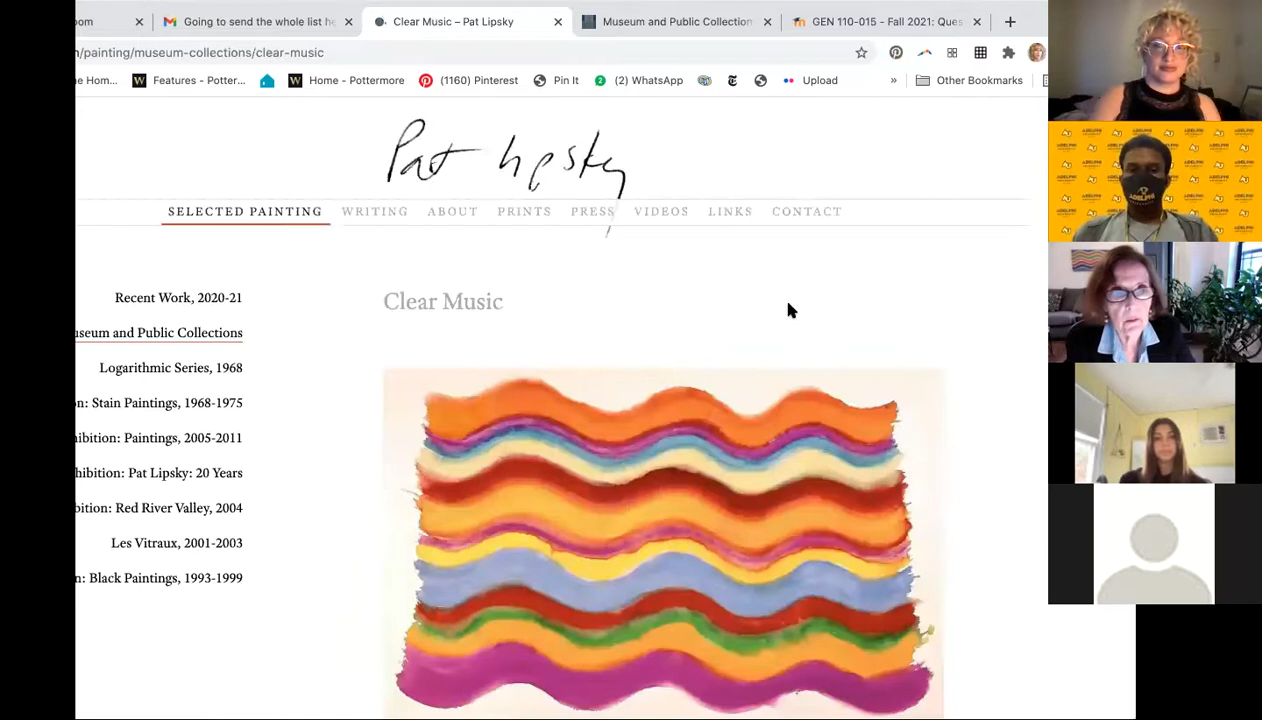 oom
Going to send the whole list he
Clear Music – Pat Lipsky
Museum and Public Collection
GEN 110-015 - Fall 2021: Ques
n/painting/museum-collections/clear-music
he Hom...
Features - Potter...
Home - Pottermore
(1160) Pinterest
Pin It
(2) WhatsApp
Upload
»
Other Bookmarks
Pat Lipsky
SELECTED PAINTING
WRITING
ABOUT
PRINTS
PRESS
VIDEOS
LINKS
CONTACT
Recent Work, 2020-21
useum and Public Collections
Logarithmic Series, 1968
on: Stain Paintings, 1968-1975
hibition: Paintings, 2005-2011
hibition: Pat Lipsky: 20 Years
bition: Red River Valley, 2004
Les Vitraux, 2001-2003
n: Black Paintings, 1993-1999
Clear Music
ADELPHI